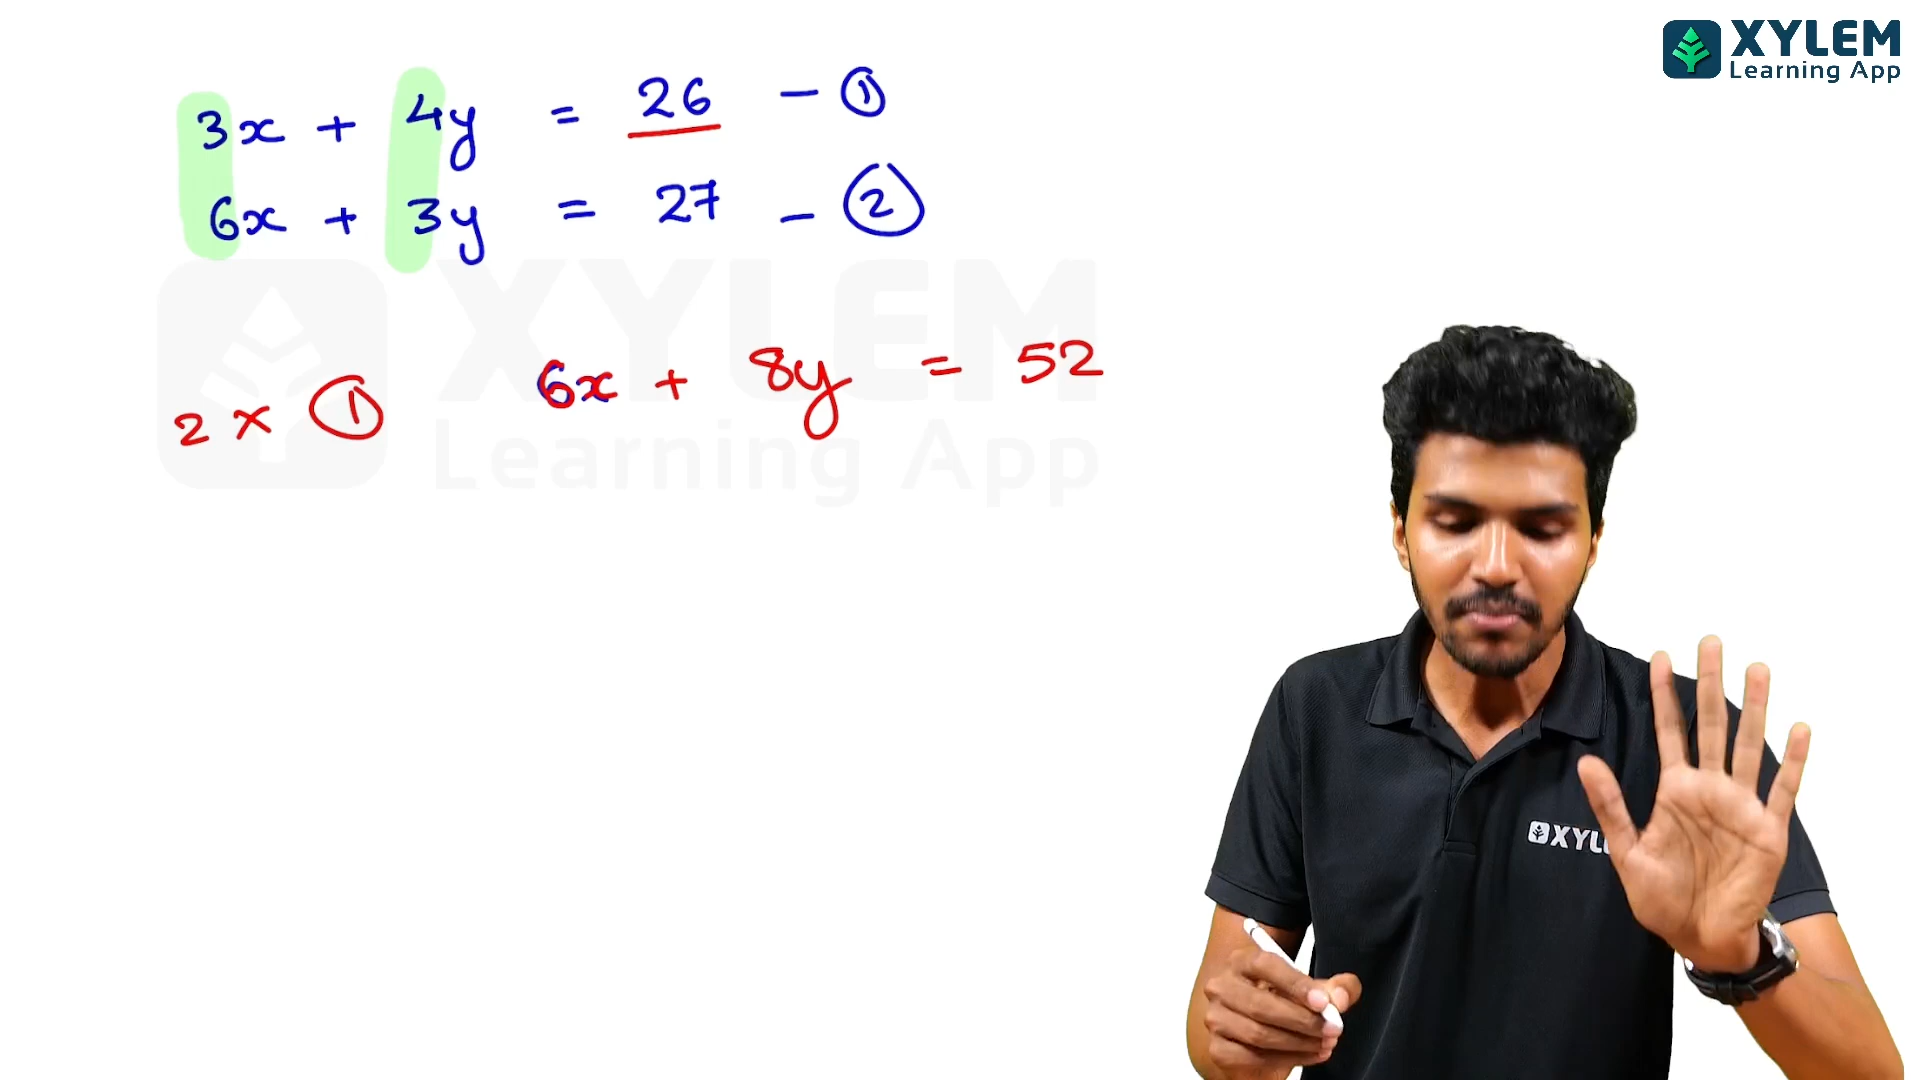 XYLEM
Learning App
3x + 4y = 26 - ①
6x + 3y = 27 - ②
XYLEM
Learning App
2 x ① 6x + 8y = 52